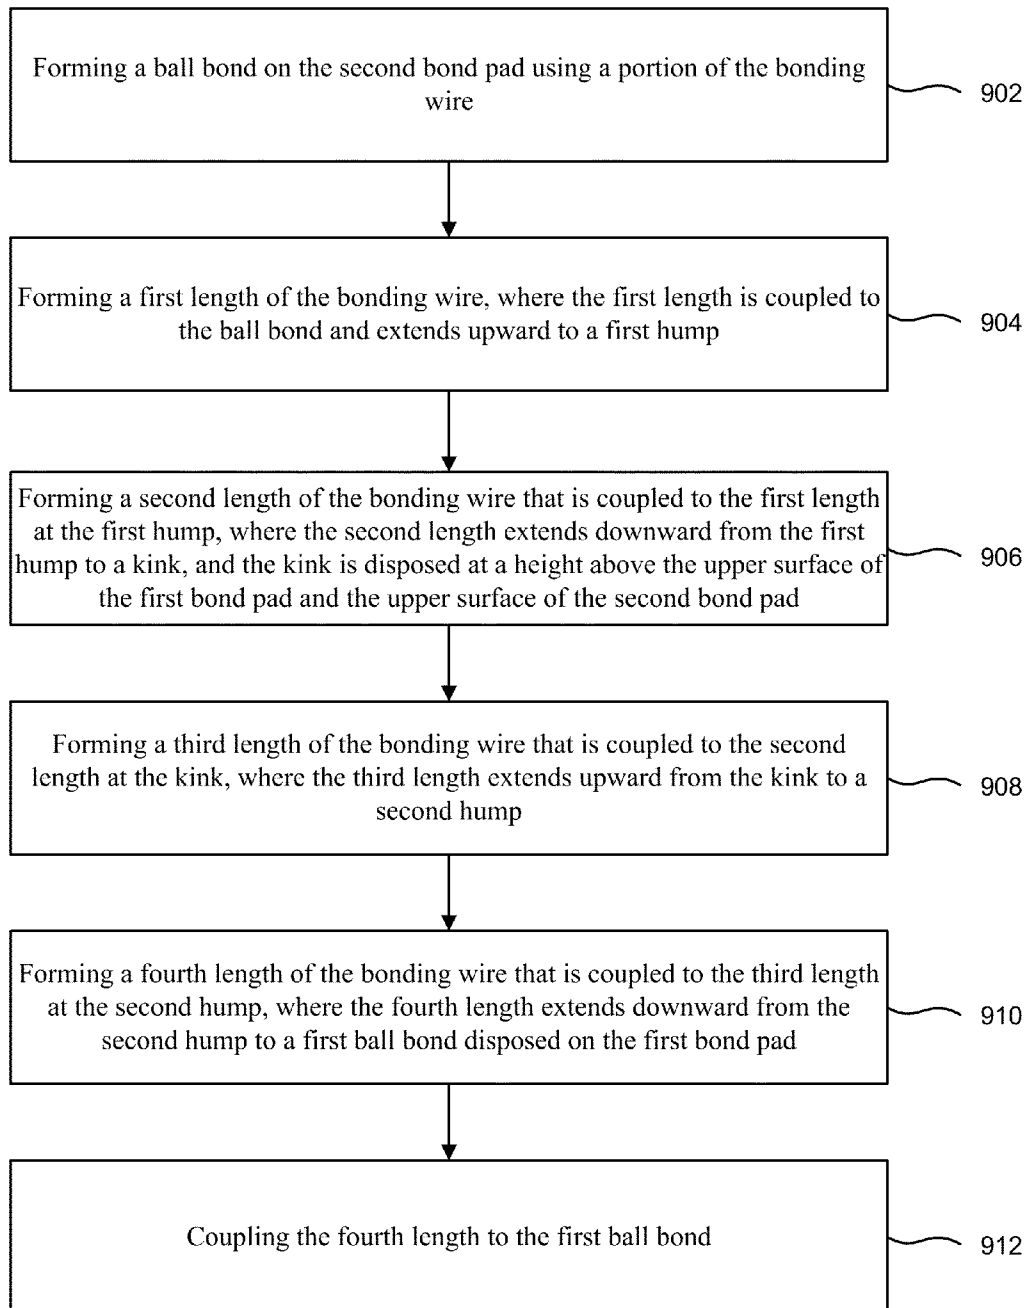 Forming a ball bond on the second bond pad using a portion of the bonding
wire
902
Forming a first length of the bonding wire, where the first length is coupled to
the ball bond and extends upward to a first hump
904
Forming a second length of the bonding wire that is coupled to the first length
at the first hump, where the second length extends downward from the first
hump to a kink, and the kink is disposed at a height above the upper surface of
the first bond pad and the upper surface of the second bond pad
906
Forming a third length of the bonding wire that is coupled to the second
length at the kink, where the third length extends upward from the kink to a
second hump
908
Forming a fourth length of the bonding wire that is coupled to the third length
at the second hump, where the fourth length extends downward from the
second hump to a first ball bond disposed on the first bond pad
910
Coupling the fourth length to the first ball bond
912